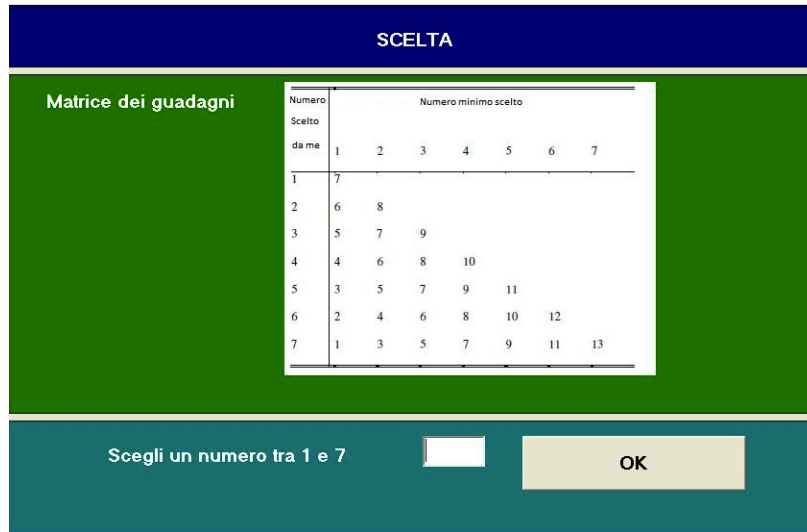 SCELTA
Matrice dei guadagni
Numero Scelto da me
Numero minimo scelto
1 2 3 4 5 6 7
1 7
2 6 8
3 5 7 9
4 4 6 8 10
5 3 5 7 9 11
6 2 4 6 8 10 12
7 1 3 5 7 9 11 13
Scegli un numero tra 1 e 7
OK